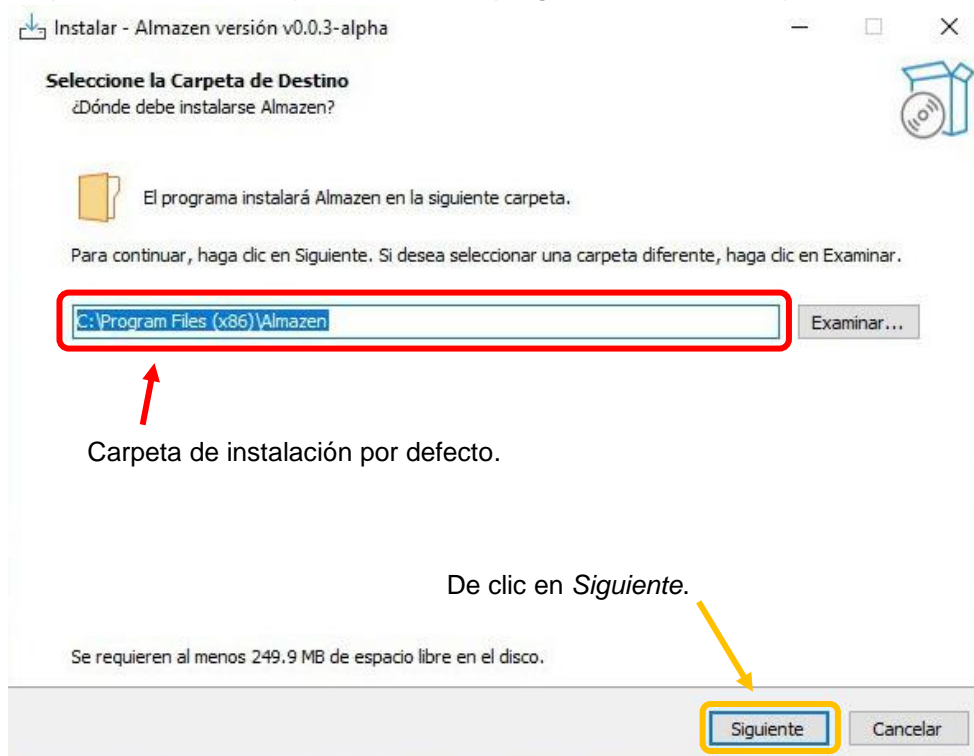 Instalar - Almazen versión v0.0.3-alpha
Seleccione la Carpeta de Destino
¿Dónde debe instalarse Almazen?
El programa instalará Almazen en la siguiente carpeta.
Para continuar, haga clic en Siguiente. Si desea seleccionar una carpeta diferente, haga clic en Examinar.
C:\Program Files (x86)\Almazen
Examinar...
Carpeta de instalación por defecto.
De clic en Siguiente.
Se requieren al menos 249.9 MB de espacio libre en el disco.
Siguiente
Cancelar